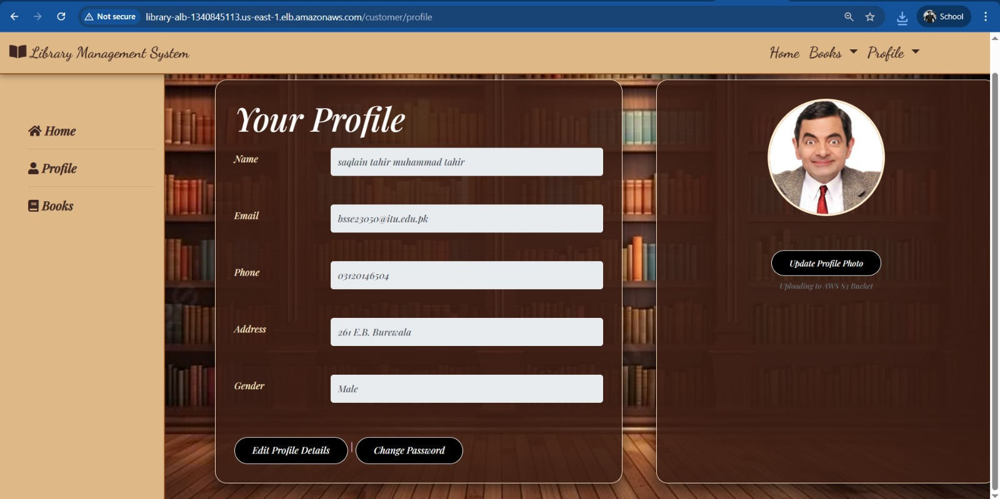 Not secure library-alb-1340845113.us-east-1.elb.amazonaws.com/customer/profile School
Library Management System Home Books Profile
Home
Profile
Books
Your Profile
Name saqlain tahir muhammad tahir
Email bsse23050@itu.edu.pk
Phone 03120146504
Address 261 E.B. Burewala
Gender Male
Edit Profile Details | Change Password
Update Profile Photo
Uploading to AWS S3 Bucket